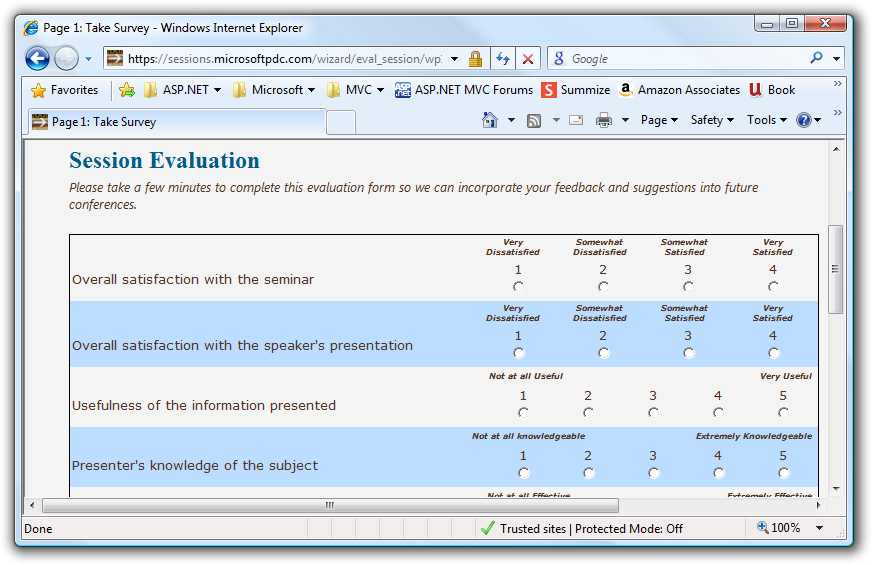 Page 1: Take Survey - Windows Internet Explorer
https://sessions.microsoftpdc.com/wizard/eval_session/wp
Google
Favorites ASP.NET Microsoft MVC ASP.NET MVC Forums Summize Amazon Associates Book
Page 1: Take Survey
Page Safety Tools
Session Evaluation
Please take a few minutes to complete this evaluation form so we can incorporate your feedback and suggestions into future
conferences.
Very Dissatisfied Somewhat Dissatisfied Somewhat Satisfied Very Satisfied
1 2 3 4
Overall satisfaction with the seminar
Very Dissatisfied Somewhat Dissatisfied Somewhat Satisfied Very Satisfied
1 2 3 4
Overall satisfaction with the speaker's presentation
Not at all Useful Very Useful
1 2 3 4 5
Usefulness of the information presented
Not at all knowledgeable Extremely Knowledgeable
1 2 3 4 5
Presenter's knowledge of the subject
Not at all Effective Extremely Effective
Done Trusted sites | Protected Mode: Off 100%